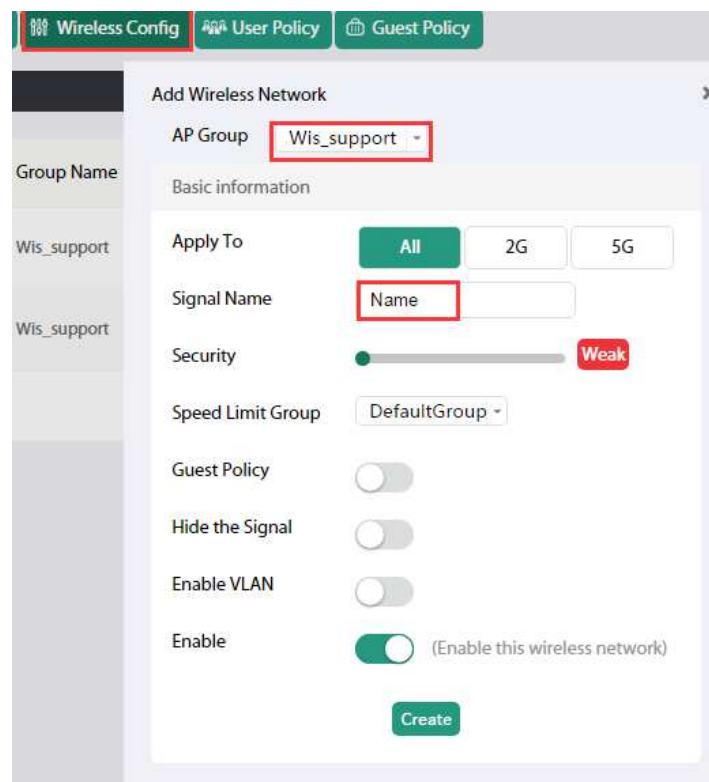 Wireless Config User Policy Guest Policy
Add Wireless Network
AP Group Wis_support
Group Name
Basic information
Wis_support
Apply To All 2G 5G
Signal Name Name
Wis_support
Security Weak
Speed Limit Group DefaultGroup
Guest Policy
Hide the Signal
Enable VLAN
Enable (Enable this wireless network)
Create